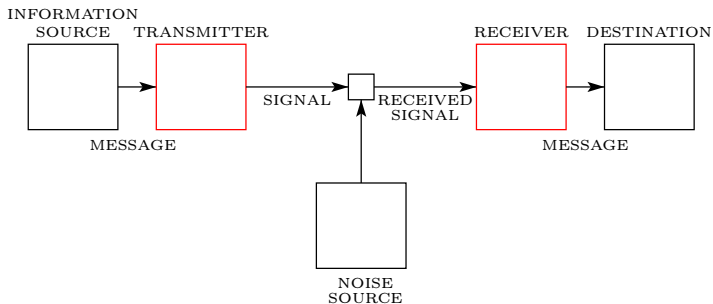 INFORMATION
SOURCE
TRANSMITTER
RECEIVER
DESTINATION
SIGNAL
RECEIVED
SIGNAL
MESSAGE
MESSAGE
NOISE
SOURCE